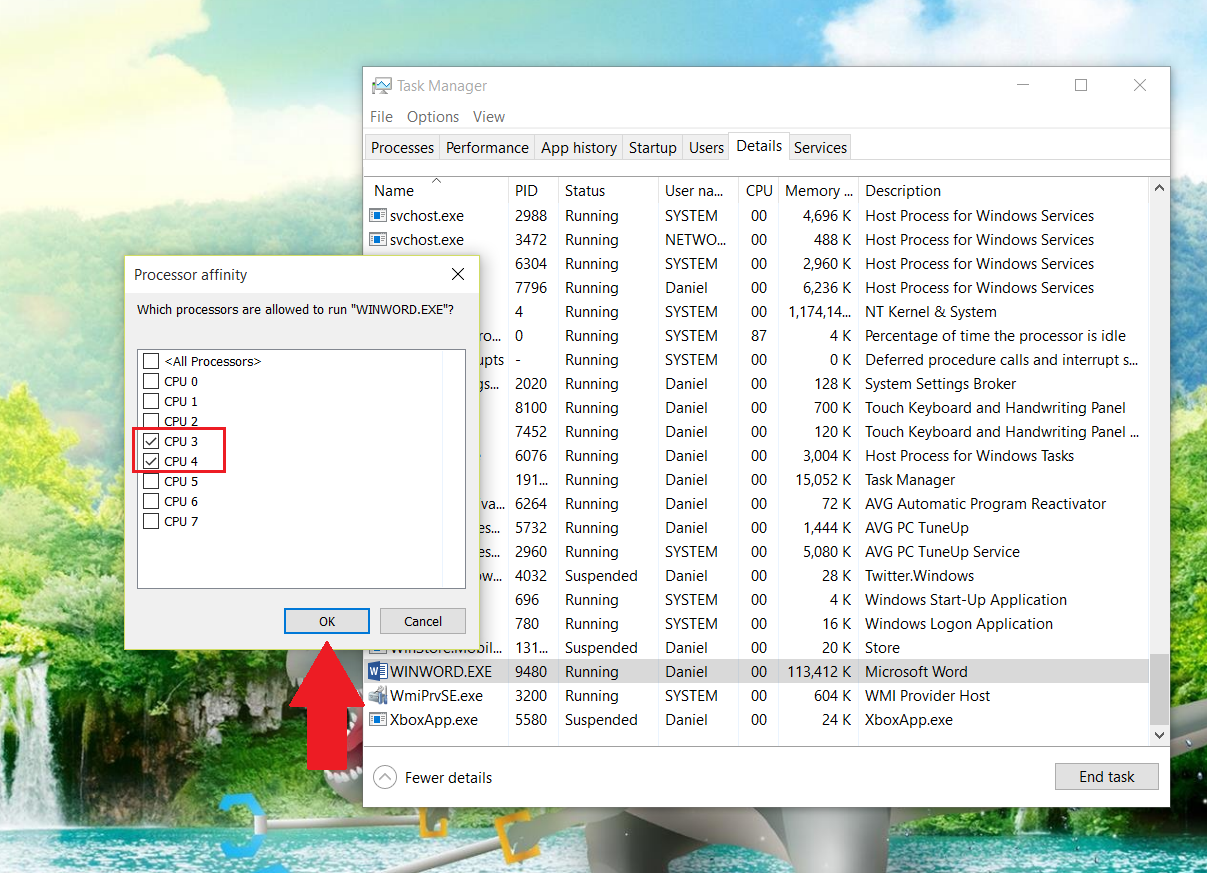 Task Manager
File Options View
Processes Performance App history Startup Users Details Services
Name PID Status User na... CPU Memory ... Description
svchost.exe 2988 Running SYSTEM 00 4,696 K Host Process for Windows Services
svchost.exe 3472 Running NETWO... 00 488 K Host Process for Windows Services
6304 Running SYSTEM 00 2,960 K Host Process for Windows Services
7796 Running Daniel 00 6,236 K Host Process for Windows Services
4 Running SYSTEM 00 1,174,14... NT Kernel & System
ro... 0 Running SYSTEM 87 4 K Percentage of time the processor is idle
upts - Running SYSTEM 00 0 K Deferred procedure calls and interrupt s...
gs... 2020 Running Daniel 00 128 K System Settings Broker
8100 Running Daniel 00 700 K Touch Keyboard and Handwriting Panel
7452 Running Daniel 00 120 K Touch Keyboard and Handwriting Panel ...
6076 Running Daniel 00 3,004 K Host Process for Windows Tasks
191... Running Daniel 00 15,052 K Task Manager
va... 6264 Running Daniel 00 72 K AVG Automatic Program Reactivator
es... 5732 Running Daniel 00 1,444 K AVG PC TuneUp
es... 2960 Running SYSTEM 00 5,080 K AVG PC TuneUp Service
ow... 4032 Suspended Daniel 00 28 K Twitter.Windows
696 Running SYSTEM 00 4 K Windows Start-Up Application
780 Running SYSTEM 00 16 K Windows Logon Application
WinStore.Mobil... 131... Suspended Daniel 00 20 K Store
WINWORD.EXE 9480 Running Daniel 00 113,412 K Microsoft Word
WmiPrvSE.exe 3200 Running SYSTEM 00 604 K WMI Provider Host
XboxApp.exe 5580 Suspended Daniel 00 24 K XboxApp.exe
Fewer details End task
Processor affinity
Which processors are allowed to run "WINWORD.EXE"?
<All Processors>
CPU 0
CPU 1
CPU 2
CPU 3
CPU 4
CPU 5
CPU 6
CPU 7
OK Cancel